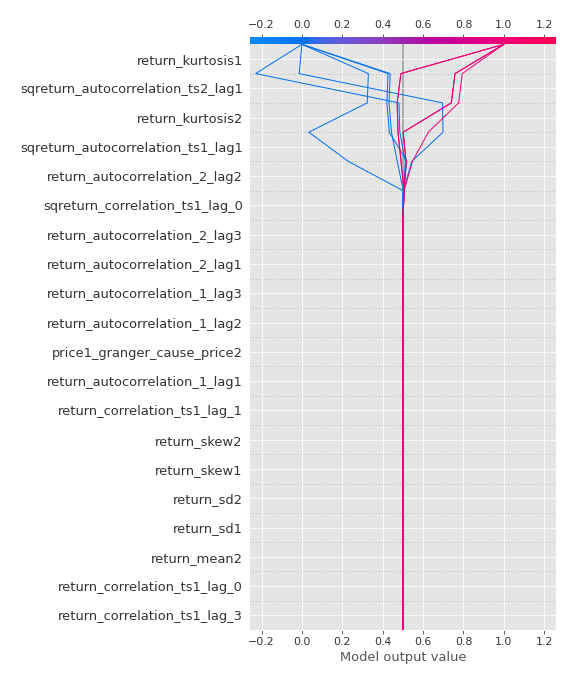 −0.2 0.0 0.2 0.4 0.6 0.8 1.0 1.2
return_kurtosis1
sqreturn_autocorrelation_ts2_lag1
return_kurtosis2
sqreturn_autocorrelation_ts1_lag1
return_autocorrelation_2_lag2
sqreturn_correlation_ts1_lag_0
return_autocorrelation_2_lag3
return_autocorrelation_2_lag1
return_autocorrelation_1_lag3
return_autocorrelation_1_lag2
price1_granger_cause_price2
return_autocorrelation_1_lag1
return_correlation_ts1_lag_1
return_skew2
return_skew1
return_sd2
return_sd1
return_mean2
return_correlation_ts1_lag_0
return_correlation_ts1_lag_3
−0.2 0.0 0.2 0.4 0.6 0.8 1.0 1.2
Model output value